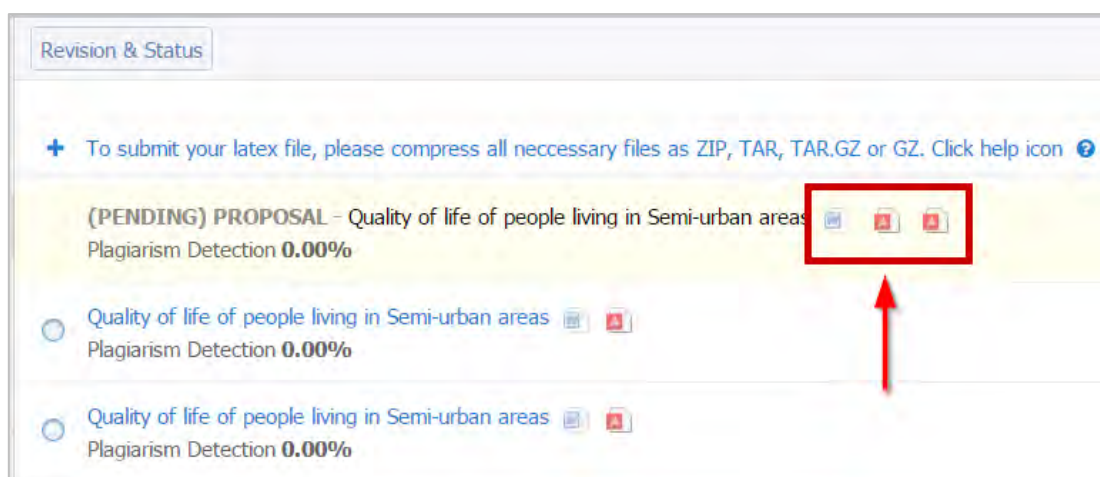 Revision & Status
To submit your latex file, please compress all neccessary files as ZIP, TAR, TAR.GZ or GZ. Click help icon
(PENDING) PROPOSAL - Quality of life of people living in Semi-urban areas
Plagiarism Detection 0.00%
Quality of life of people living in Semi-urban areas
Plagiarism Detection 0.00%
Quality of life of people living in Semi-urban areas
Plagiarism Detection 0.00%